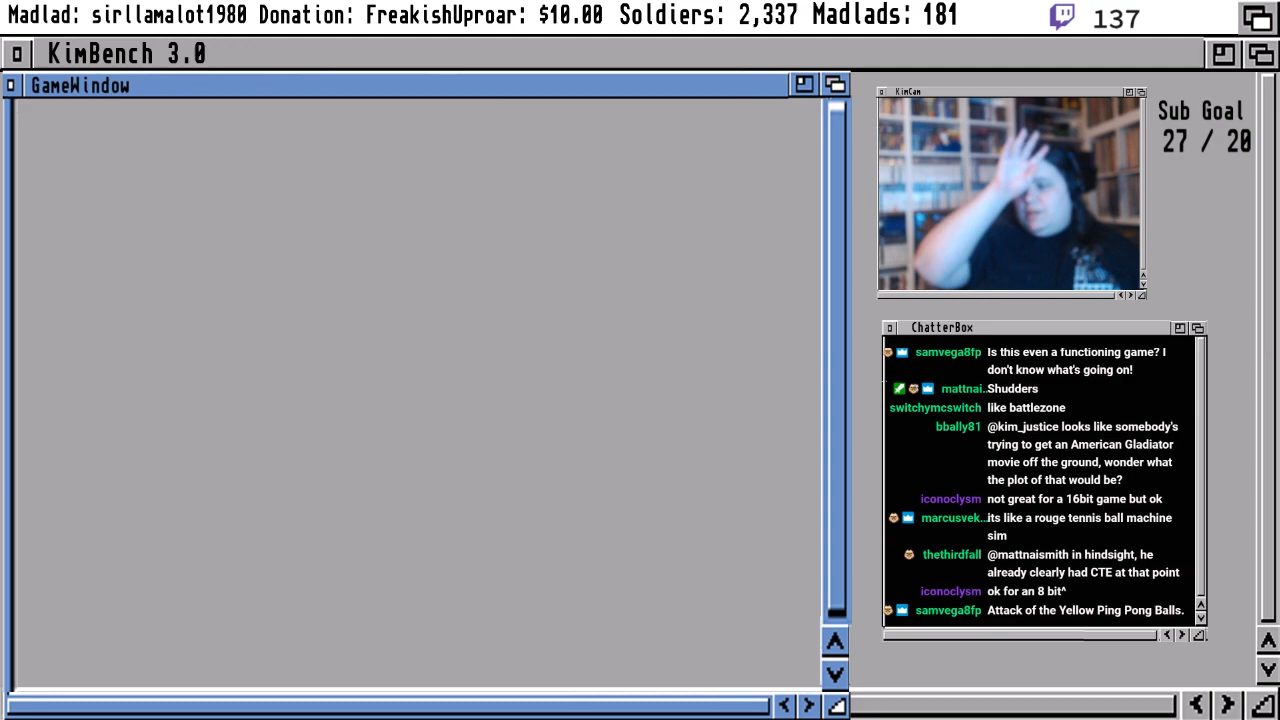 Madlad: sirllamalot1980 Donation: FreakishUproar: $10.00 Soldiers: 2,337 Madlads: 181
137
KimBench 3.0
GameWindow
KimCam
Sub Goal
27 / 20
ChatterBox
samvega8fp Is this even a functioning game? I
don't know what's going on!
mattnai.. Shudders
switchymcswitch like battlezone
bbally81 @kim_justice looks like somebody's
trying to get an American Gladiator
movie off the ground, wonder what
the plot of that would be?
iconoclysm not great for a 16bit game but ok
marcusvek.. its like a rouge tennis ball machine
sim
thethirdfall @mattnaismith in hindsight, he
already clearly had CTE at that point
iconoclysm ok for an 8 bit^
samvega8fp Attack of the Yellow Ping Pong Balls.